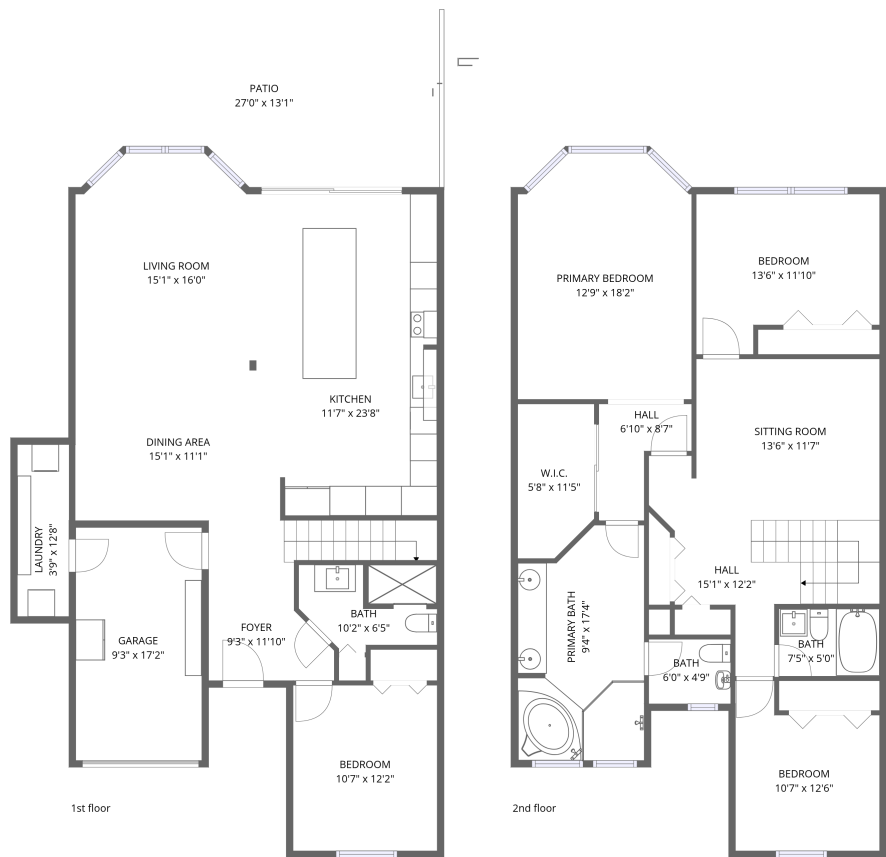 PATIO
27'0" x 13'1"
LIVING ROOM
15'1" x 16'0"
KITCHEN
11'7" x 23'8"
DINING AREA
15'1" x 11'1"
LAUNDRY
3'9" x 12'8"
GARAGE
9'3" x 17'2"
FOYER
9'3" x 11'10"
BATH
10'2" x 6'5"
BEDROOM
10'7" x 12'2"
1st floor
PRIMARY BEDROOM
12'9" x 18'2"
BEDROOM
13'6" x 11'10"
HALL
6'10" x 8'7"
SITTING ROOM
13'6" x 11'7"
W.I.C.
5'8" x 11'5"
HALL
15'1" x 12'2"
PRIMARY BATH
9'4" x 17'4"
BATH
6'0" x 4'9"
BATH
7'5" x 5'0"
BEDROOM
10'7" x 12'6"
2nd floor